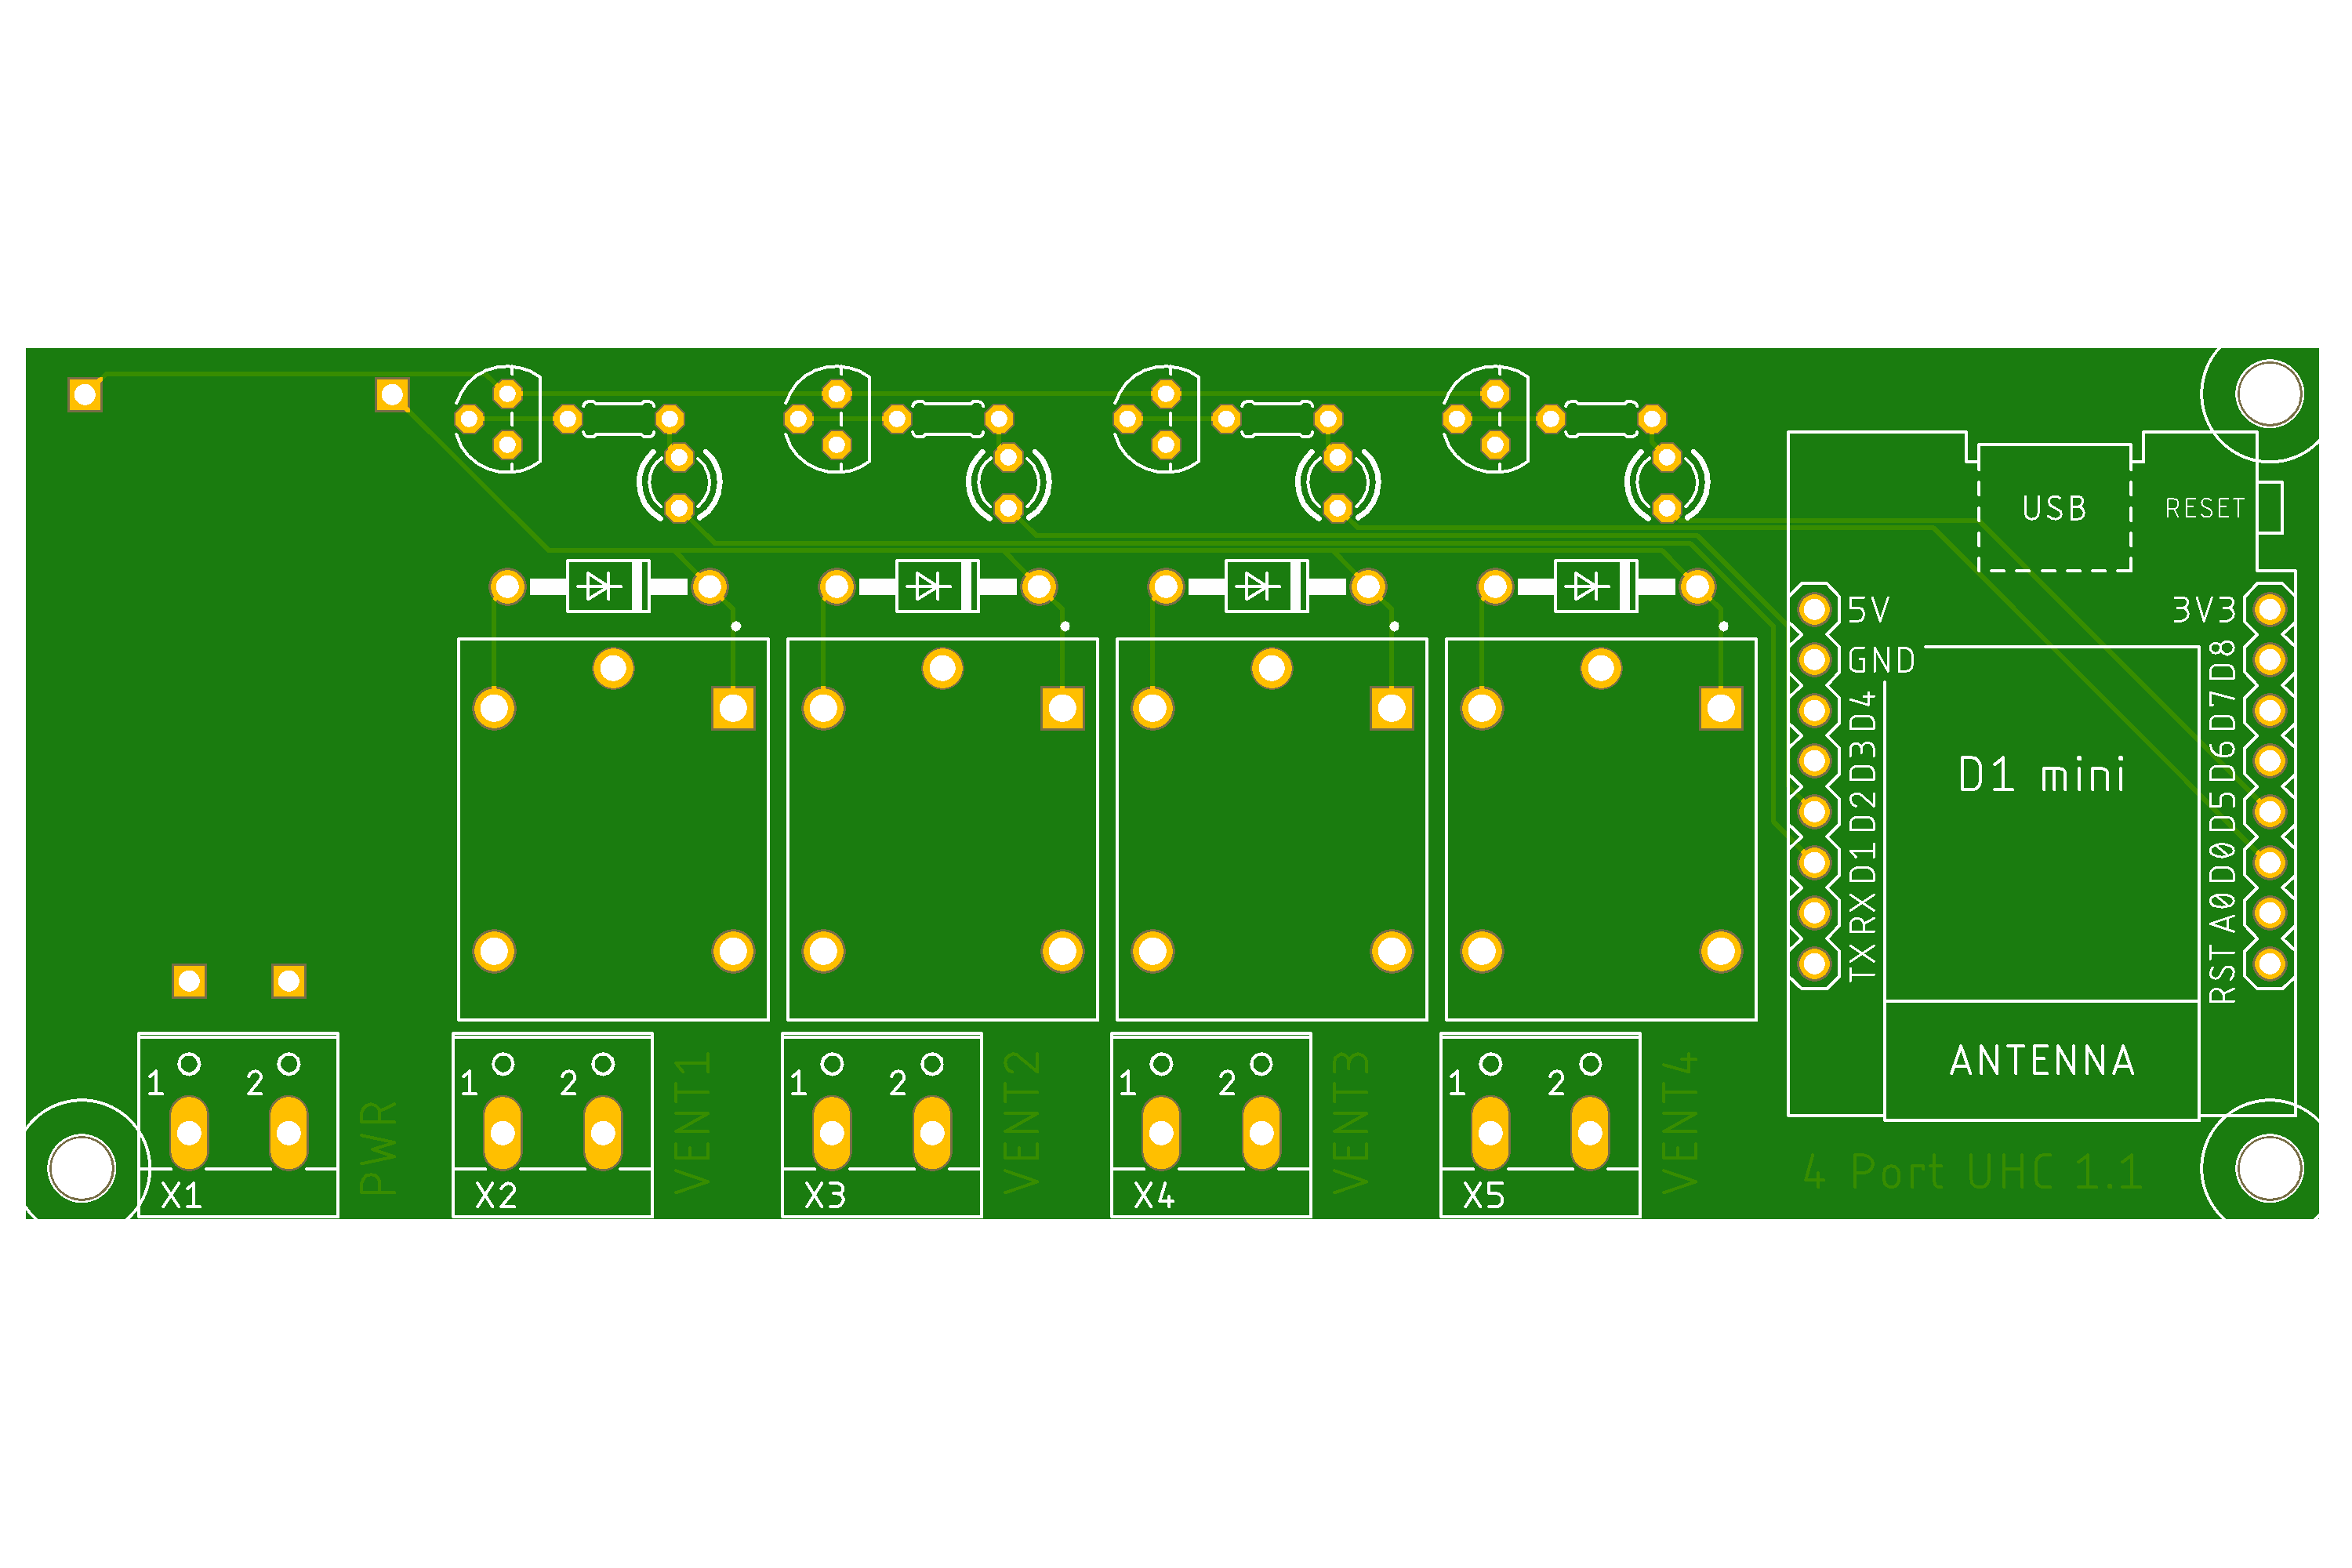 USB
RESET
5V
3V3
GND
D4
D3
D2
D1
RX
TX
D8
D7
D6
D5
D0
A0
RST
D1 mini
ANTENNA
1 2
X1
PWR
1 2
X2
VENT1
1 2
X3
VENT2
1 2
X4
VENT3
1 2
X5
VENT4
4 Port UHC 1.1